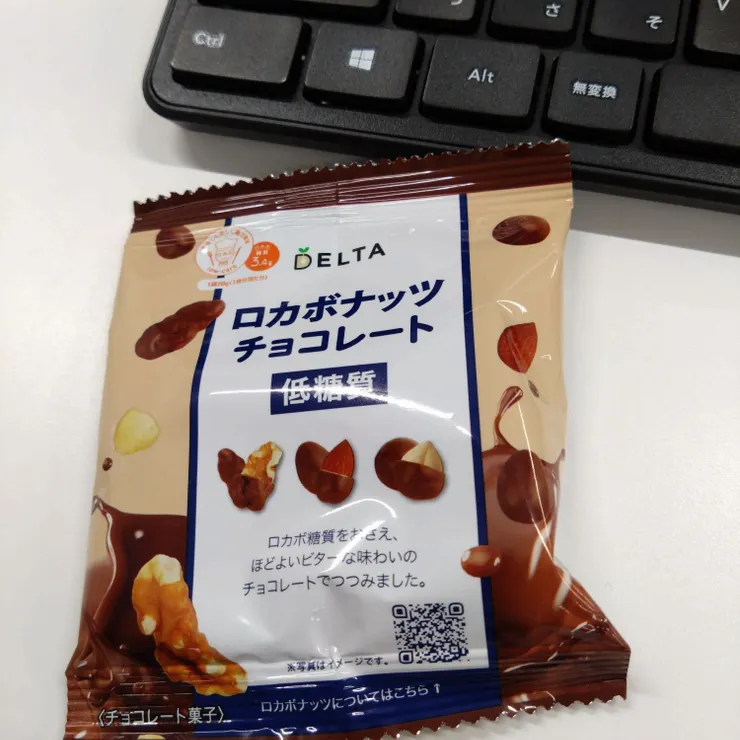 Ctrl
Alt
無変換
さ
そ
V
DELTA
3.4g
ロカボナッツ
チョコレート
低糖質
ロカボ糖質をおさえ、
ほどよいビターな味わいの
チョコレートでつつみました。
※写真はイメージです。
ロカボナッツについてはこちら↑
〈チョコレート菓子〉